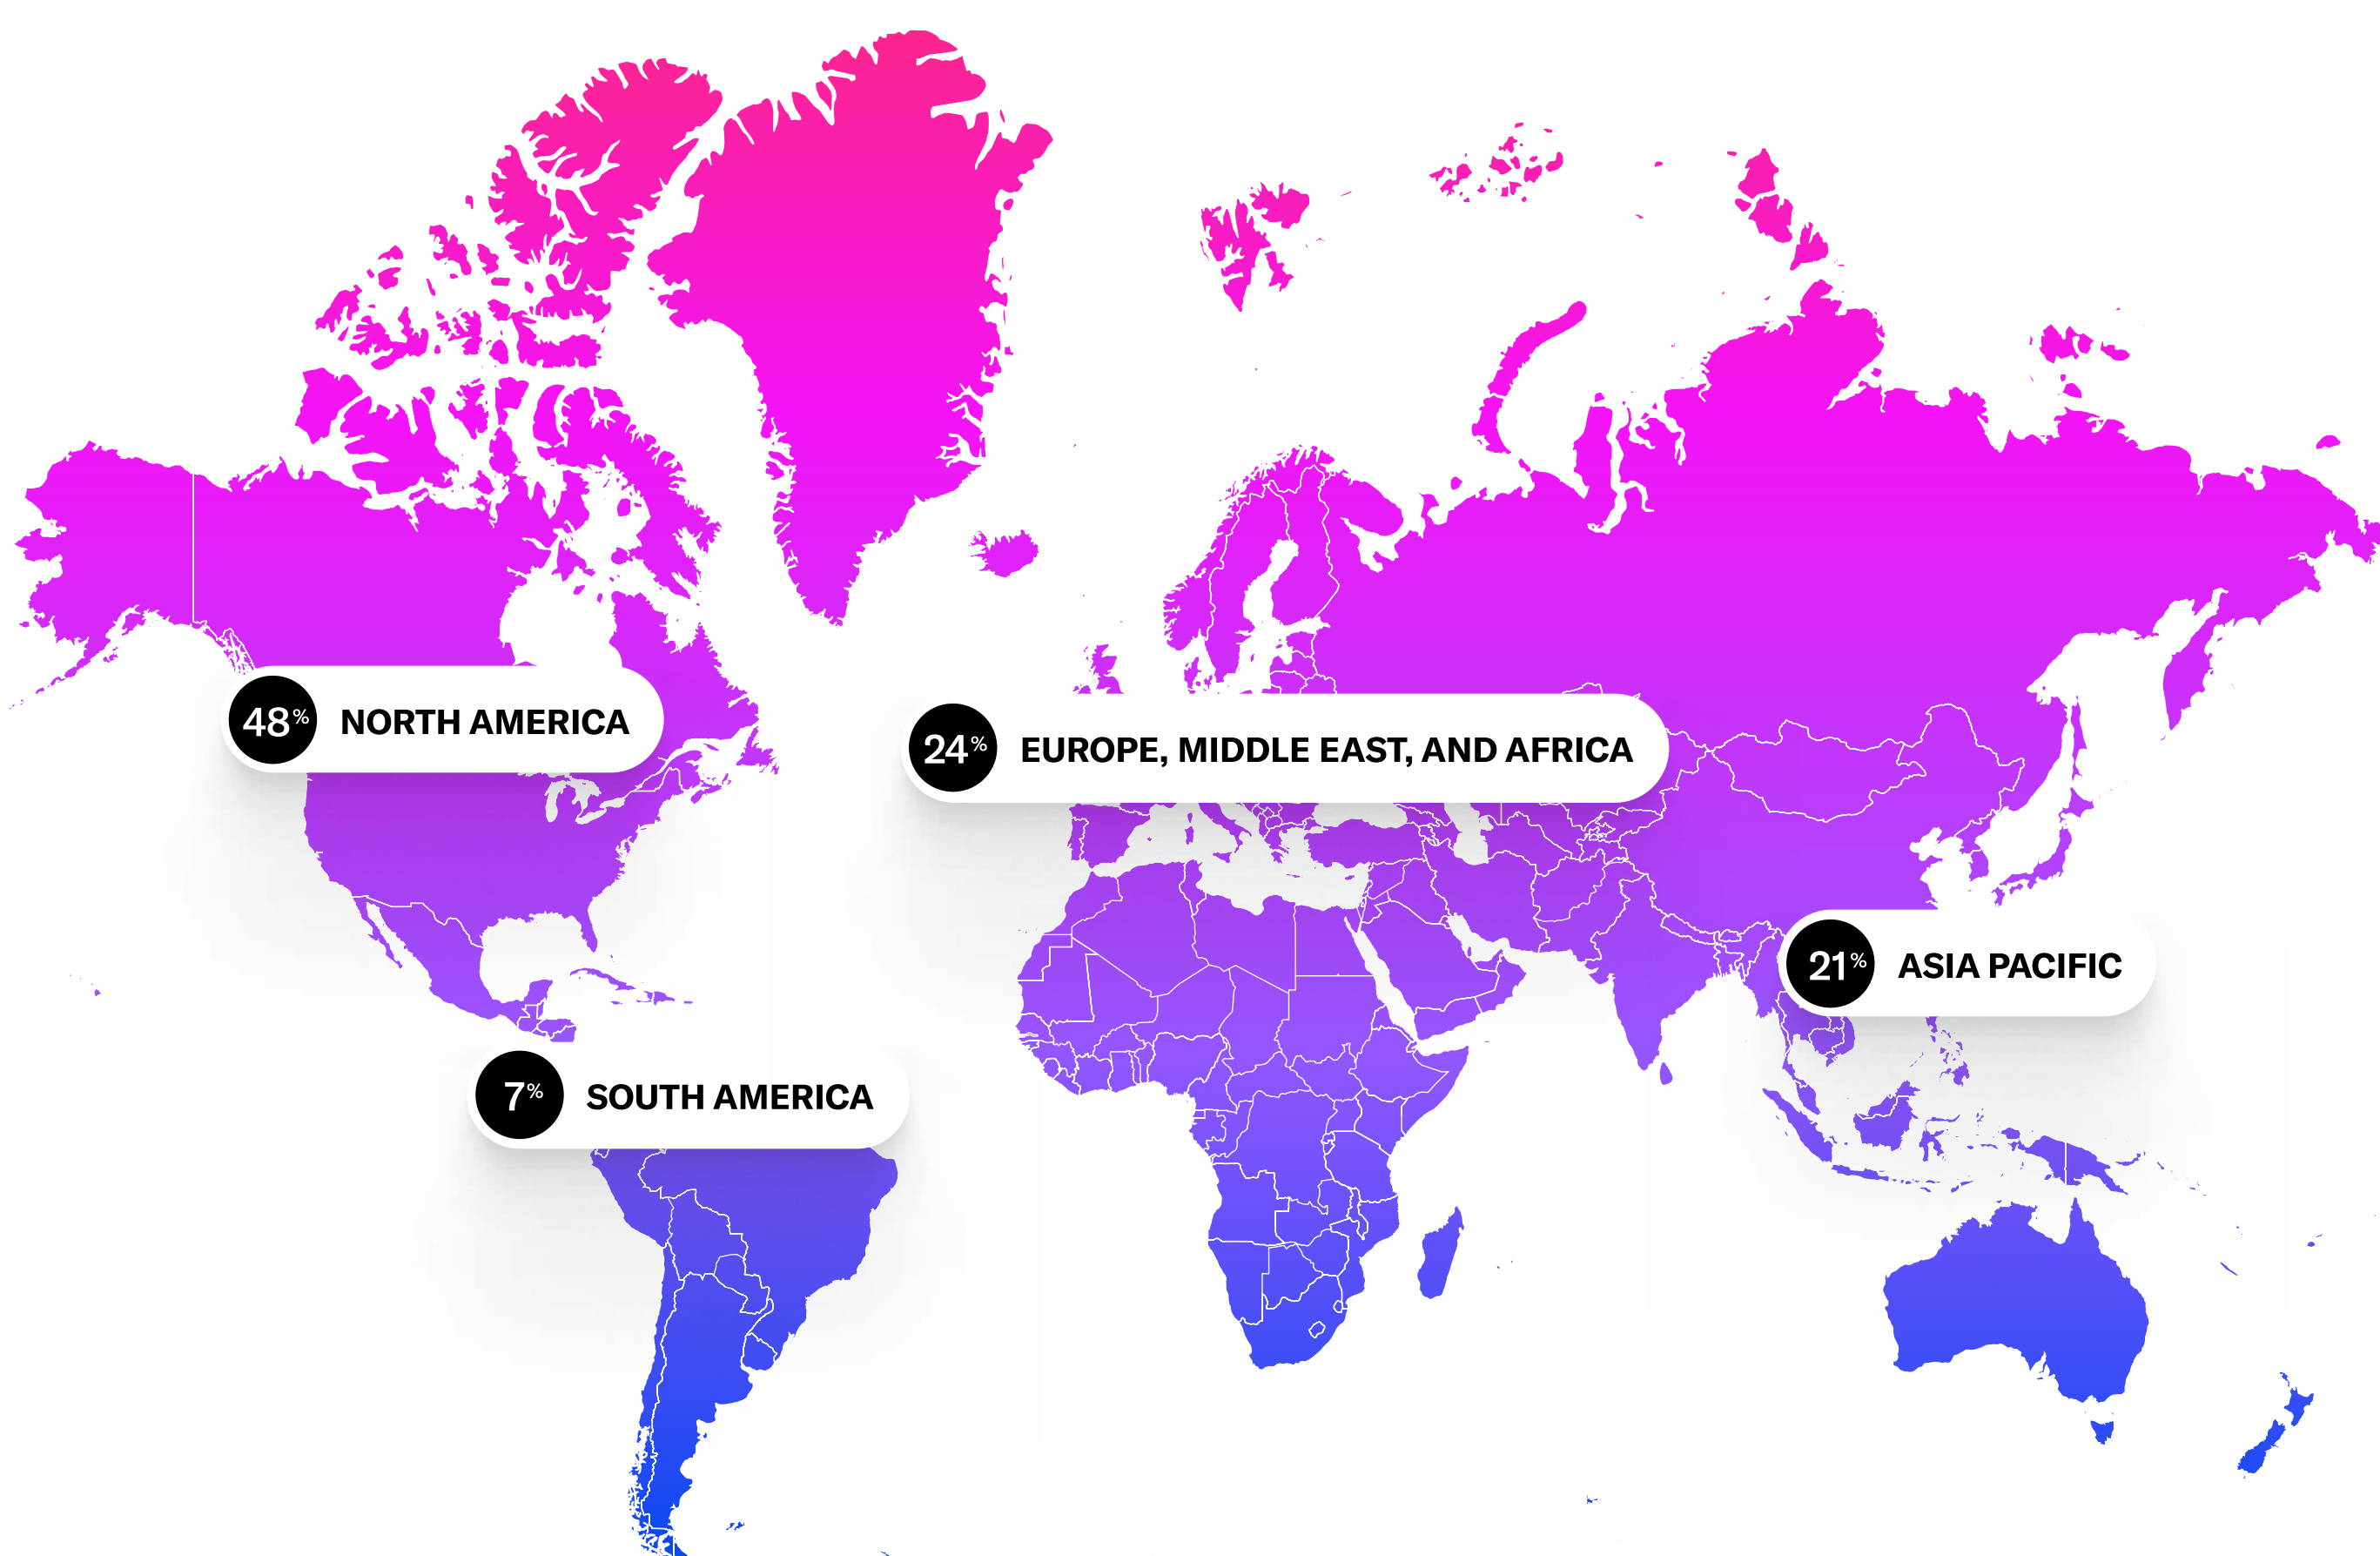 48% NORTH AMERICA
24% EUROPE, MIDDLE EAST, AND AFRICA
21% ASIA PACIFIC
7% SOUTH AMERICA